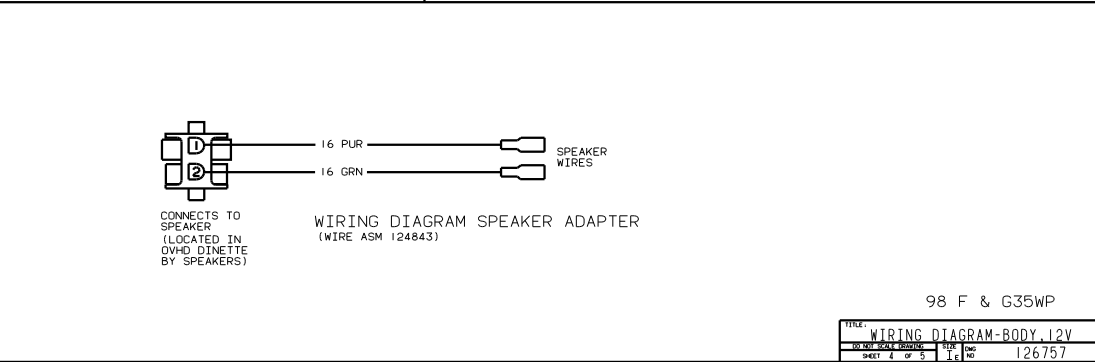 1
16 PUR
2
16 GRN
SPEAKER
WIRES
CONNECTS TO
SPEAKER
(LOCATED IN
OVHD DINETTE
BY SPEAKERS)
WIRING DIAGRAM SPEAKER ADAPTER
(WIRE ASM 124843)
98 F & G35WP
TITLE:
WIRING DIAGRAM-BODY, 12V
DO NOT SCALE DRAWING
SIZE
DWG
SHEET 4 OF 5
IE
NO
126757